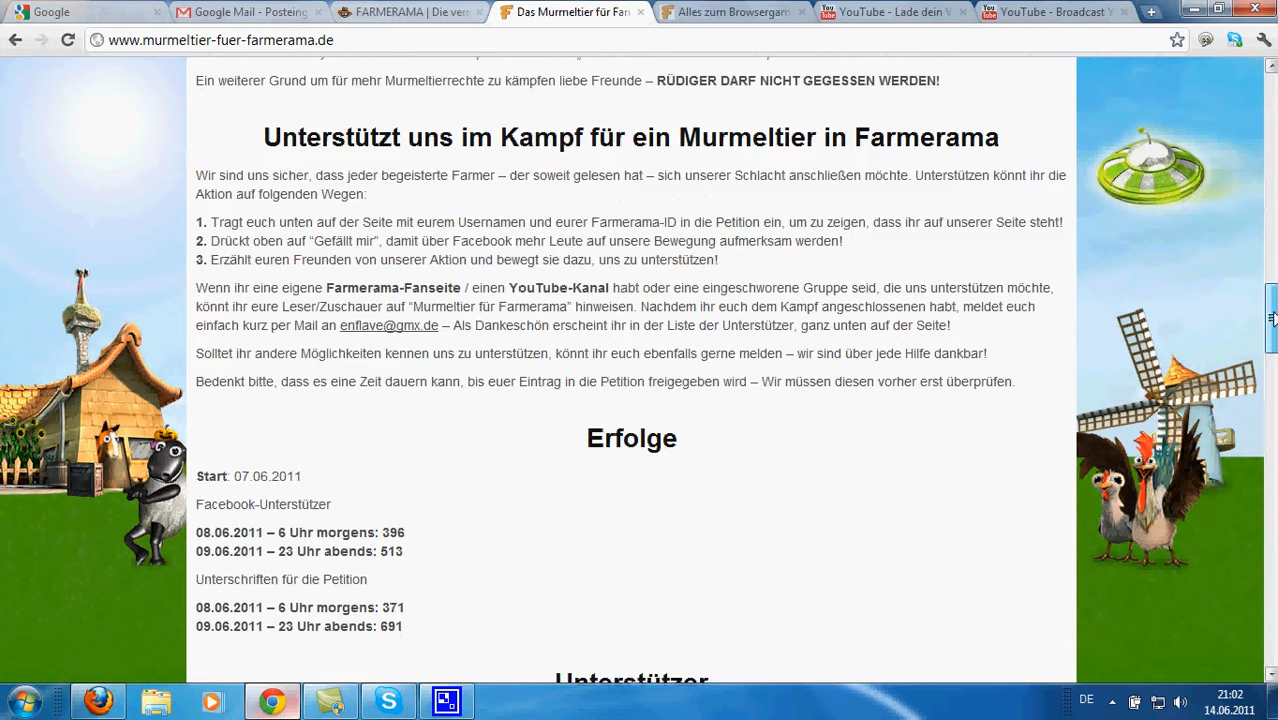 Google
Google Mail - Posteing
FARMERAMA | Die ver
Das Murmeltier für Far
Alles zum Browsergam
YouTube - Lade dein V
YouTube - Broadcast Y
www.murmeltier-fuer-farmerama.de
Ein weiterer Grund um für mehr Murmeltierrechte zu kämpfen liebe Freunde – RÜDIGER DARF NICHT GEGESSEN WERDEN!
Unterstützt uns im Kampf für ein Murmeltier in Farmerama
Wir sind uns sicher, dass jeder begeisterte Farmer – der soweit gelesen hat – sich unserer Schlacht anschließen möchte. Unterstützen könnt ihr die
Aktion auf folgenden Wegen:
1. Tragt euch unten auf der Seite mit eurem Usernamen und eurer Farmerama-ID in die Petition ein, um zu zeigen, dass ihr auf unserer Seite steht!
2. Drückt oben auf “Gefällt mir”, damit über Facebook mehr Leute auf unsere Bewegung aufmerksam werden!
3. Erzählt euren Freunden von unserer Aktion und bewegt sie dazu, uns zu unterstützen!
Wenn ihr eine eigene Farmerama-Fanseite / einen YouTube-Kanal habt oder eine eingeschworene Gruppe seid, die uns unterstützen möchte,
könnt ihr eure Leser/Zuschauer auf “Murmeltier für Farmerama” hinweisen. Nachdem ihr euch dem Kampf angeschlossenen habt, meldet euch
einfach kurz per Mail an enflave@gmx.de – Als Dankeschön erscheint ihr in der Liste der Unterstützer, ganz unten auf der Seite!
Solltet ihr andere Möglichkeiten kennen uns zu unterstützen, könnt ihr euch ebenfalls gerne melden – wir sind über jede Hilfe dankbar!
Bedenkt bitte, dass es eine Zeit dauern kann, bis euer Eintrag in die Petition freigegeben wird – Wir müssen diesen vorher erst überprüfen.
Erfolge
Start: 07.06.2011
Facebook-Unterstützer
08.06.2011 – 6 Uhr morgens: 396
09.06.2011 – 23 Uhr abends: 513
Unterschriften für die Petition
08.06.2011 – 6 Uhr morgens: 371
09.06.2011 – 23 Uhr abends: 691
Unterstützer
DE
21:02
14.06.2011